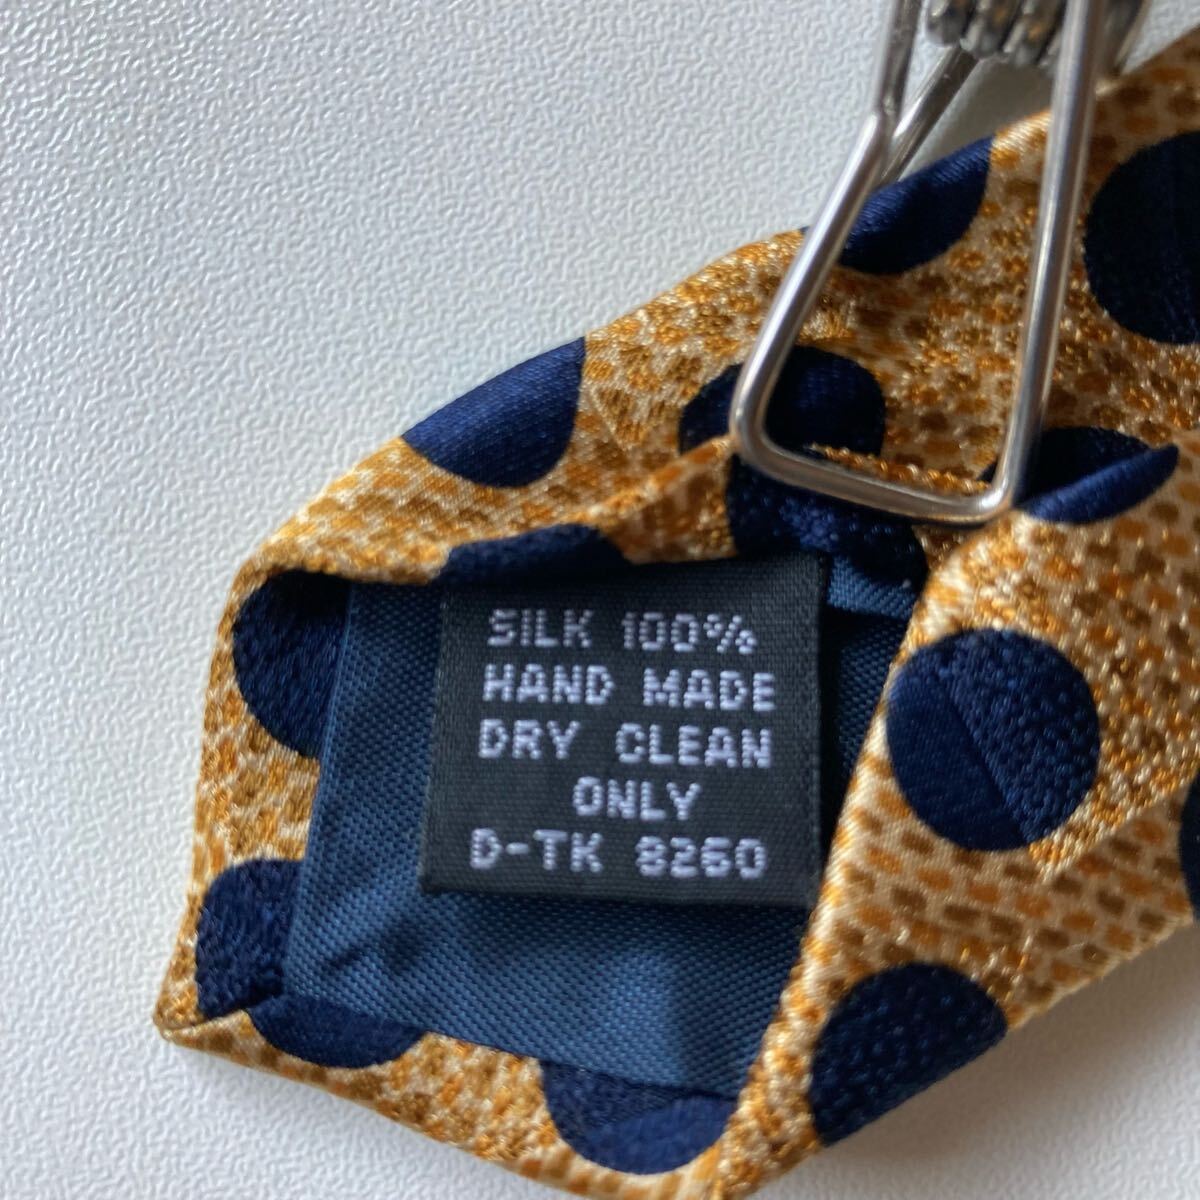 SILK 100%
HAND MADE
DRY CLEAN
ONLY
D-TK 8260